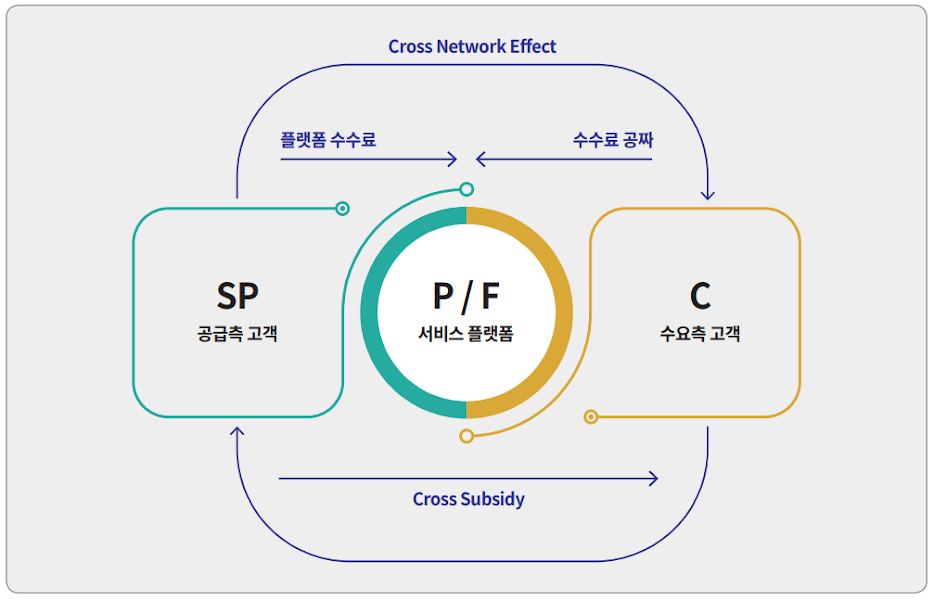 Cross Network Effect
플랫폼 수수료
수수료 공짜
SP
공급측 고객
P / F
서비스 플랫폼
C
수요측 고객
Cross Subsidy